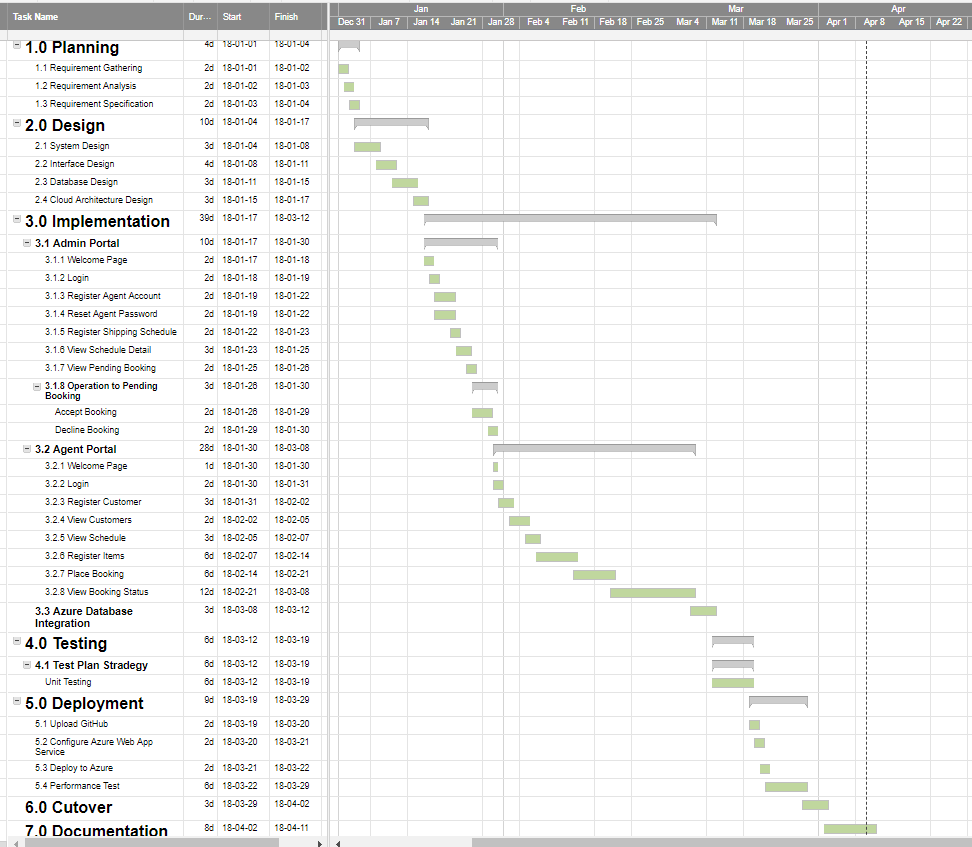 Task Name Dur... Start Finish Jan Feb Mar Apr
Dec 31 Jan 7 Jan 14 Jan 21 Jan 28 Feb 4 Feb 11 Feb 18 Feb 25 Mar 4 Mar 11 Mar 18 Mar 25 Apr 1 Apr 8 Apr 15 Apr 22
1.0 Planning 4d 18-01-01 18-01-04
1.1 Requirement Gathering 2d 18-01-01 18-01-02
1.2 Requirement Analysis 2d 18-01-02 18-01-03
1.3 Requirement Specification 2d 18-01-03 18-01-04
2.0 Design 10d 18-01-04 18-01-17
2.1 System Design 3d 18-01-04 18-01-08
2.2 Interface Design 4d 18-01-08 18-01-11
2.3 Database Design 3d 18-01-11 18-01-15
2.4 Cloud Architecture Design 3d 18-01-15 18-01-17
3.0 Implementation 39d 18-01-17 18-03-12
3.1 Admin Portal 10d 18-01-17 18-01-30
3.1.1 Welcome Page 2d 18-01-17 18-01-18
3.1.2 Login 2d 18-01-18 18-01-19
3.1.3 Register Agent Account 2d 18-01-19 18-01-22
3.1.4 Reset Agent Password 2d 18-01-19 18-01-22
3.1.5 Register Shipping Schedule 2d 18-01-22 18-01-23
3.1.6 View Schedule Detail 3d 18-01-23 18-01-25
3.1.7 View Pending Booking 2d 18-01-25 18-01-26
3.1.8 Operation to Pending 3d 18-01-26 18-01-30
Booking
Accept Booking 2d 18-01-26 18-01-29
Decline Booking 2d 18-01-29 18-01-30
3.2 Agent Portal 28d 18-01-30 18-03-08
3.2.1 Welcome Page 1d 18-01-30 18-01-30
3.2.2 Login 2d 18-01-30 18-01-31
3.2.3 Register Customer 3d 18-01-31 18-02-02
3.2.4 View Customers 2d 18-02-02 18-02-05
3.2.5 View Schedule 3d 18-02-05 18-02-07
3.2.6 Register Items 6d 18-02-07 18-02-14
3.2.7 Place Booking 6d 18-02-14 18-02-21
3.2.8 View Booking Status 12d 18-02-21 18-03-08
3.3 Azure Database 3d 18-03-08 18-03-12
Integration
4.0 Testing 6d 18-03-12 18-03-19
4.1 Test Plan Stradegy 6d 18-03-12 18-03-19
Unit Testing 6d 18-03-12 18-03-19
5.0 Deployment 9d 18-03-19 18-03-29
5.1 Upload GitHub 2d 18-03-19 18-03-20
5.2 Configure Azure Web App 2d 18-03-20 18-03-21
Service
5.3 Deploy to Azure 2d 18-03-21 18-03-22
5.4 Performance Test 6d 18-03-22 18-03-29
6.0 Cutover 3d 18-03-29 18-04-02
7.0 Documentation 8d 18-04-02 18-04-11